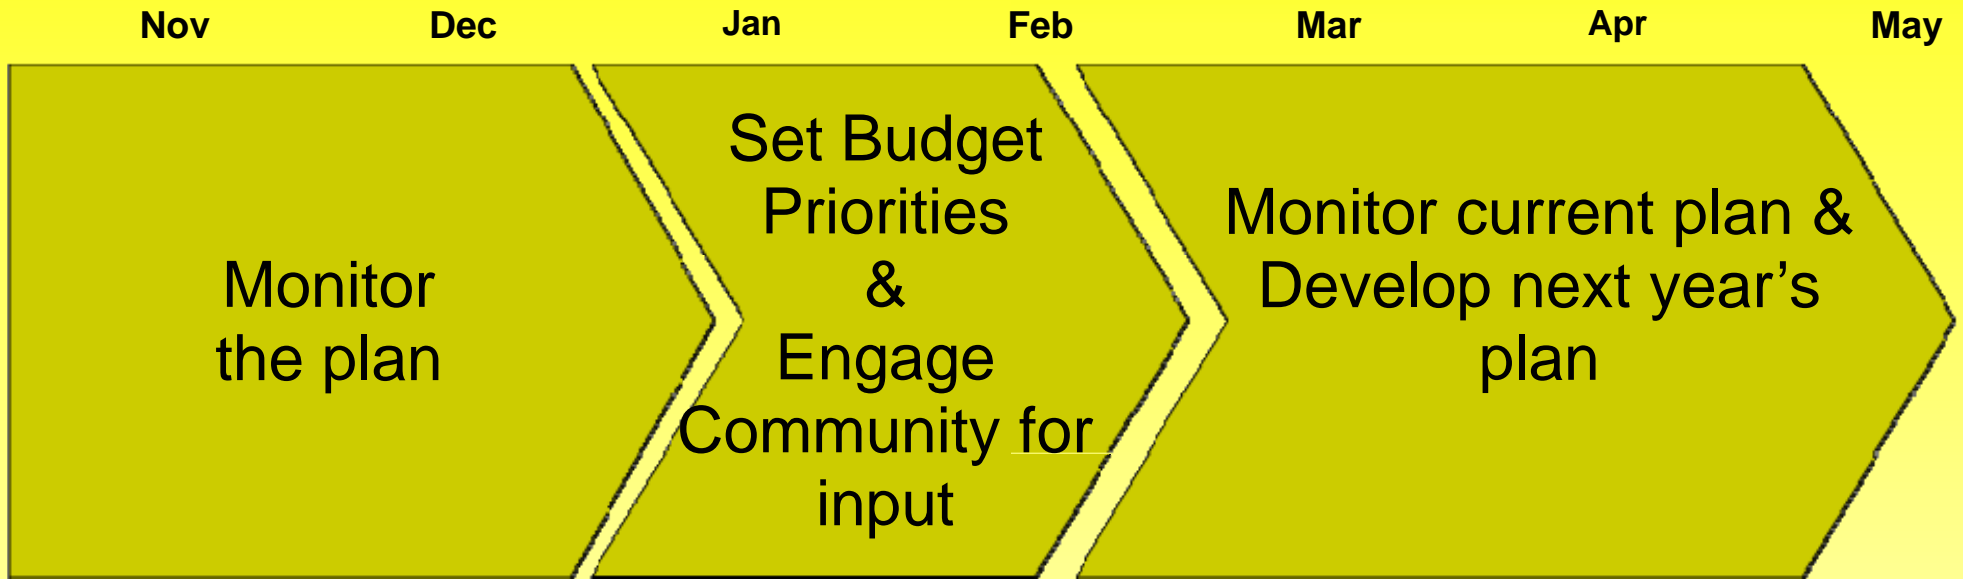 Nov Dec Jan Feb Mar Apr May
Monitor
the plan
Set Budget
Priorities
&
Engage
Community for
input
Monitor current plan &
Develop next year’s
plan